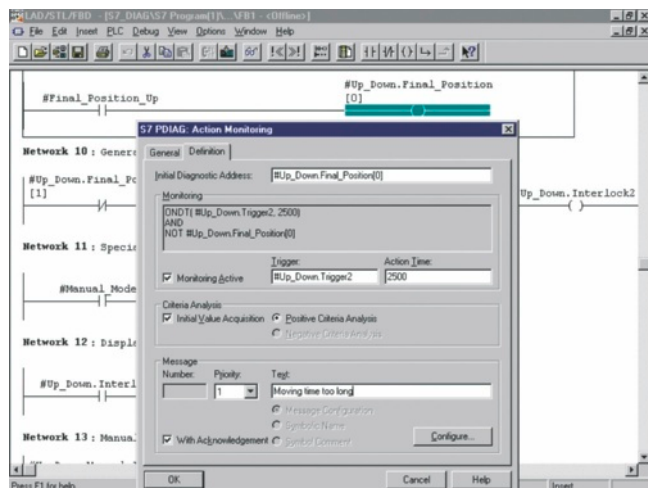 LAD/STL/FBD - [S7_DIAG\S7 Program[1]\...\FB1 - <Offline>]
File Edit Insert PLC Debug View Options Window Help
#Up_Down.Final_Position
#Final_Position_Up [0]
S7 PDIAG: Action Monitoring
General Definition
Network 10 : Genera
Initial Diagnostic Address: #Up_Down.Final_Position[0]
#Up_Down.Final_Po
[1]
Monitoring
ONDT( #Up_Down.Trigger2, 2500)
AND
NOT #Up_Down.Final_Position[0]
Up_Down.Interlock2
Network 11 : Specia
Trigger: Action Time:
Monitoring Active #Up_Down.Trigger2 2500
#Manual_Mode
Criteria Analysis
Initial Value Acquisition Positive Criteria Analysis
Negative Criteria Analysis
Network 12 : Displa
Message
Number: Priority: Text:
#Up_Down.Interl
1 Moving time too long
Message Configuration
Symbolic Name
Network 13 : Manua
With Acknowledgement Symbol Comment Configure...
OK Cancel Help
Press F1 for help. Insert